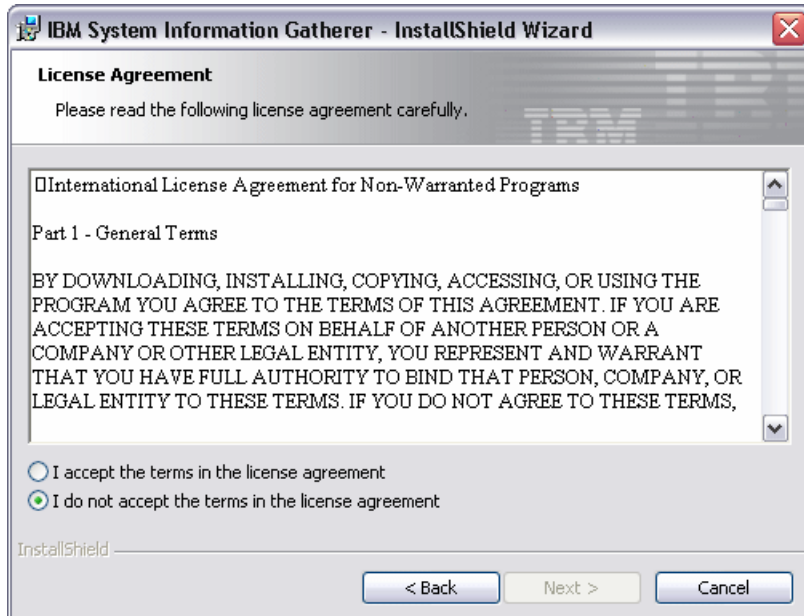 IBM System Information Gatherer - InstallShield Wizard
License Agreement
Please read the following license agreement carefully.
IBM
IBM
International License Agreement for Non-Warranted Programs
Part 1 - General Terms
BY DOWNLOADING, INSTALLING, COPYING, ACCESSING, OR USING THE
PROGRAM YOU AGREE TO THE TERMS OF THIS AGREEMENT. IF YOU ARE
ACCEPTING THESE TERMS ON BEHALF OF ANOTHER PERSON OR A
COMPANY OR OTHER LEGAL ENTITY, YOU REPRESENT AND WARRANT
THAT YOU HAVE FULL AUTHORITY TO BIND THAT PERSON, COMPANY, OR
LEGAL ENTITY TO THESE TERMS. IF YOU DO NOT AGREE TO THESE TERMS,
I accept the terms in the license agreement
I do not accept the terms in the license agreement
InstallShield
< Back Next > Cancel